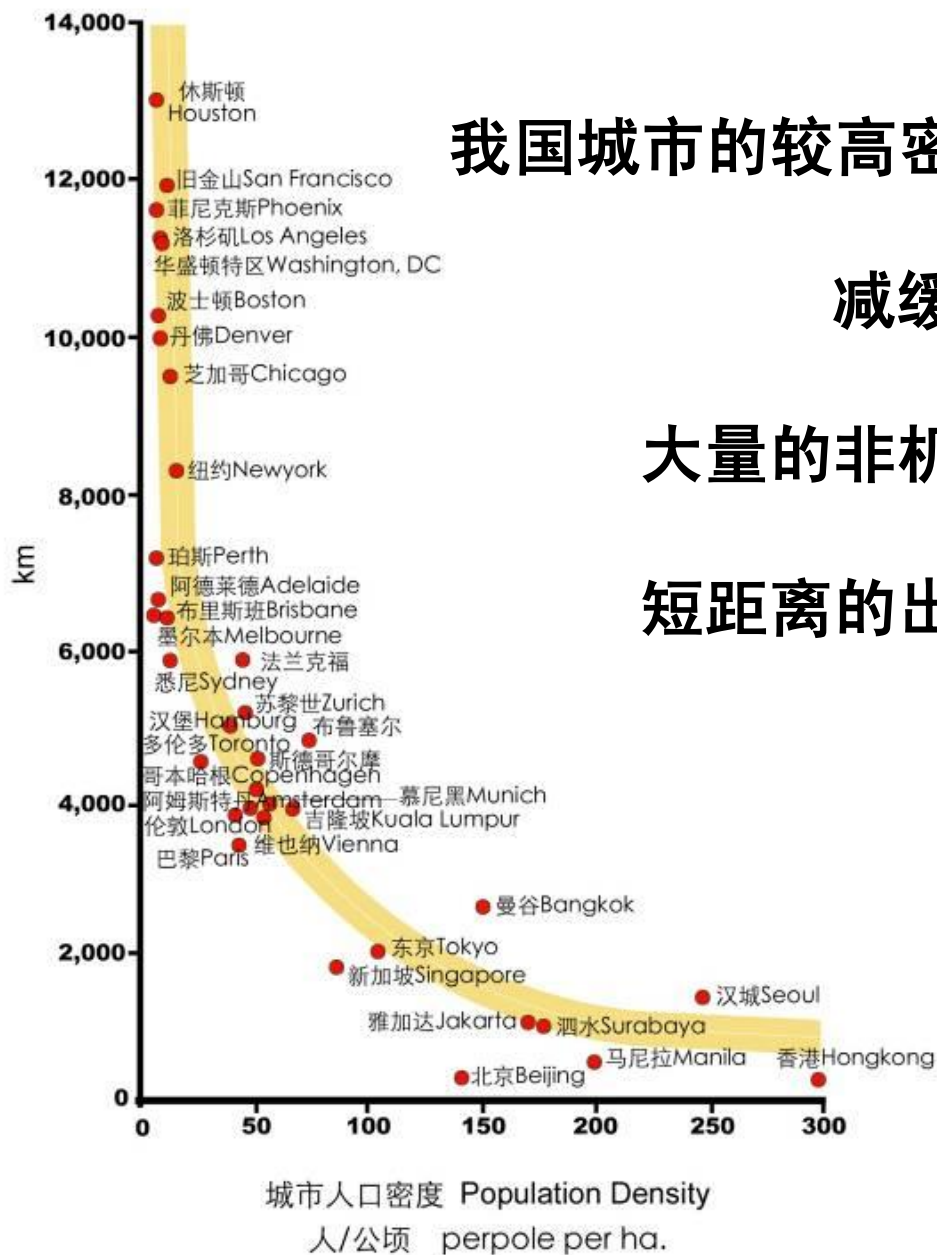 14,000
休斯顿
Houston
我国城市的较高密
12,000
旧金山San Francisco
菲尼克斯Phoenix
洛杉矶Los Angeles
华盛顿特区Washington, DC
波士顿Boston
减缓
10,000
丹佛Denver
芝加哥Chicago
大量的非机
纽约Newyork
8,000
km
珀斯Perth
阿德莱德Adelaide
短距离的出
布里斯班Brisbane
墨尔本Melbourne
6,000
法兰克福
悉尼Sydney
苏黎世Zurich
汉堡Hamburg
布鲁塞尔
多伦多Toronto
斯德哥尔摩
哥本哈根Copenhagen
4,000
阿姆斯特丹Amsterdam
慕尼黑Munich
伦敦London
吉隆坡Kuala Lumpur
维也纳Vienna
巴黎Paris
曼谷Bangkok
2,000
东京Tokyo
新加坡Singapore
汉城Seoul
雅加达Jakarta
泗水Surabaya
马尼拉Manila
香港Hongkong
北京Beijing
0
0 50 100 150 200 250 300
城市人口密度 Population Density
人/公顷 perpole per ha.